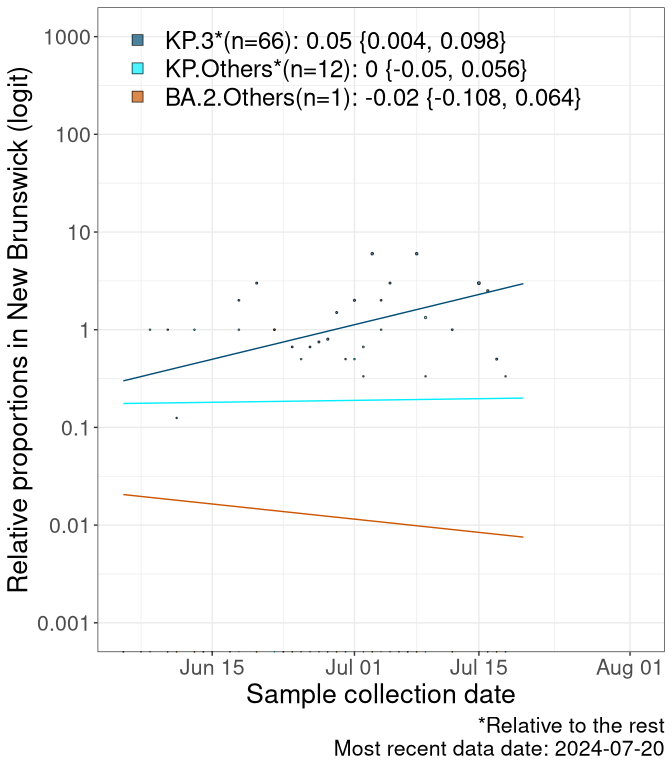 KP.3*(n=66): 0.05 {0.004, 0.098}
KP.Others*(n=12): 0 {-0.05, 0.056}
BA.2.Others(n=1): -0.02 {-0.108, 0.064}
Relative proportions in New Brunswick (logit)
1000
100
10
1
0.1
0.01
0.001
Jun 15
Jul 01
Jul 15
Aug 01
Sample collection date
*Relative to the rest
Most recent data date: 2024-07-20